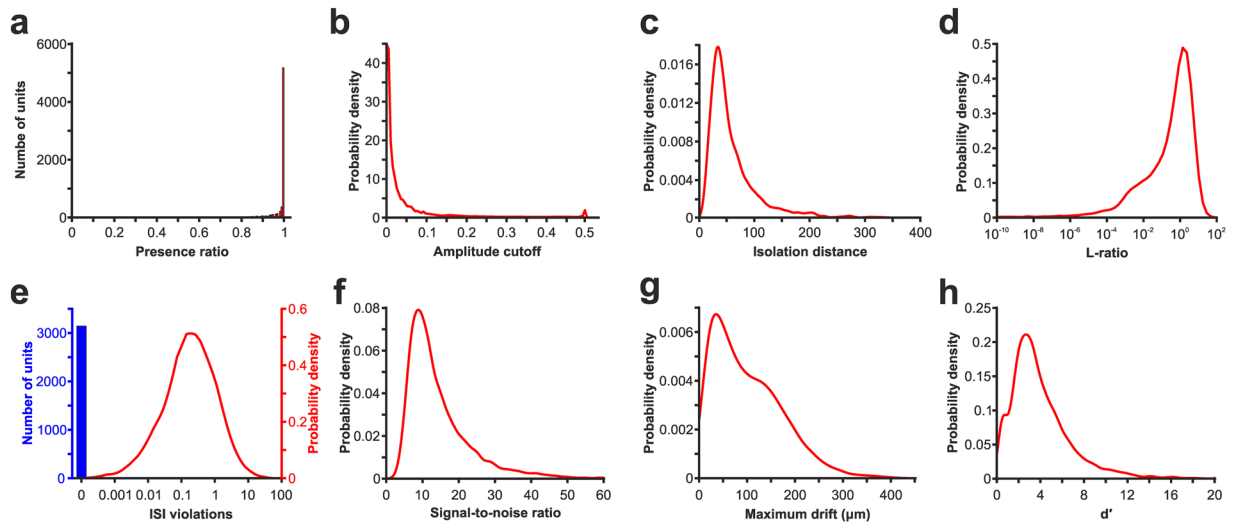 a
Numbe of units
6000
4000
2000
0
0 0.2 0.4 0.6 0.8 1
Presence ratio
b
Probability density
40
30
20
10
0
0 0.1 0.2 0.3 0.4 0.5
Amplitude cutoff
c
Probability density
0.016
0.012
0.008
0.004
0
0 100 200 300 400
Isolation distance
d
Probability density
0.5
0.4
0.3
0.2
0.1
0
10⁻¹⁰ 10⁻⁸ 10⁻⁶ 10⁻⁴ 10⁻² 10⁰ 10²
L-ratio
e
Number of units
3000
2000
1000
0
0 0.001 0.01 0.1 1 10 100
ISI violations
0.6
0.4
0.2
0
Probability density
f
Probability density
0.08
0.06
0.04
0.02
0
0 10 20 30 40 50 60
Signal-to-noise ratio
g
Probability density
0.006
0.004
0.002
0
0 100 200 300 400
Maximum drift (µm)
h
Probability density
0.25
0.20
0.15
0.1
0.05
0
0 4 8 12 16 20
d′